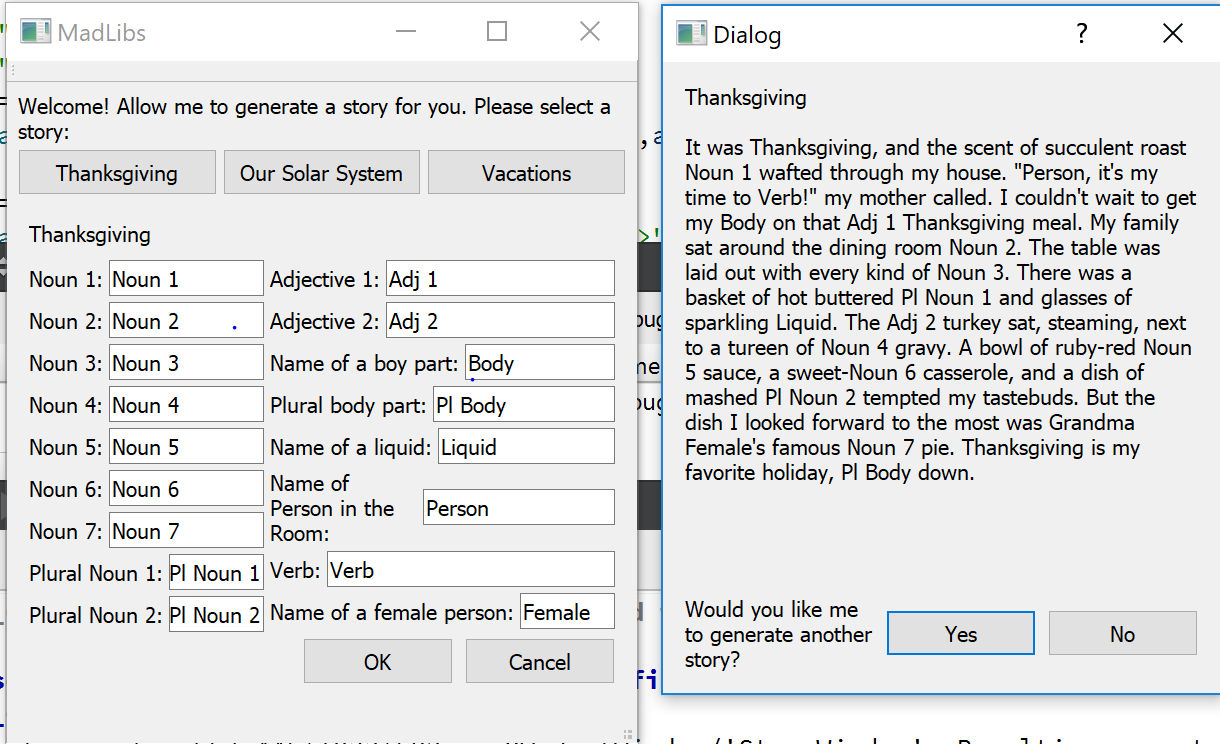 MadLibs
Welcome! Allow me to generate a story for you. Please select a
story:
Thanksgiving
Our Solar System
Vacations
Thanksgiving
Noun 1: Noun 1
Adjective 1: Adj 1
Noun 2: Noun 2
Adjective 2: Adj 2
Noun 3: Noun 3
Name of a boy part: Body
Noun 4: Noun 4
Plural body part: Pl Body
Noun 5: Noun 5
Name of a liquid: Liquid
Noun 6: Noun 6
Name of
Person in the
Room:
Person
Noun 7: Noun 7
Plural Noun 1: Pl Noun 1
Verb: Verb
Plural Noun 2: Pl Noun 2
Name of a female person: Female
OK
Cancel
Dialog
?
Thanksgiving
It was Thanksgiving, and the scent of succulent roast
Noun 1 wafted through my house. "Person, it's my
time to Verb!" my mother called. I couldn't wait to get
my Body on that Adj 1 Thanksgiving meal. My family
sat around the dining room Noun 2. The table was
laid out with every kind of Noun 3. There was a
basket of hot buttered Pl Noun 1 and glasses of
sparkling Liquid. The Adj 2 turkey sat, steaming, next
to a tureen of Noun 4 gravy. A bowl of ruby-red Noun
5 sauce, a sweet-Noun 6 casserole, and a dish of
mashed Pl Noun 2 tempted my tastebuds. But the
dish I looked forward to the most was Grandma
Female's famous Noun 7 pie. Thanksgiving is my
favorite holiday, Pl Body down.
Would you like me
to generate another
story?
Yes
No